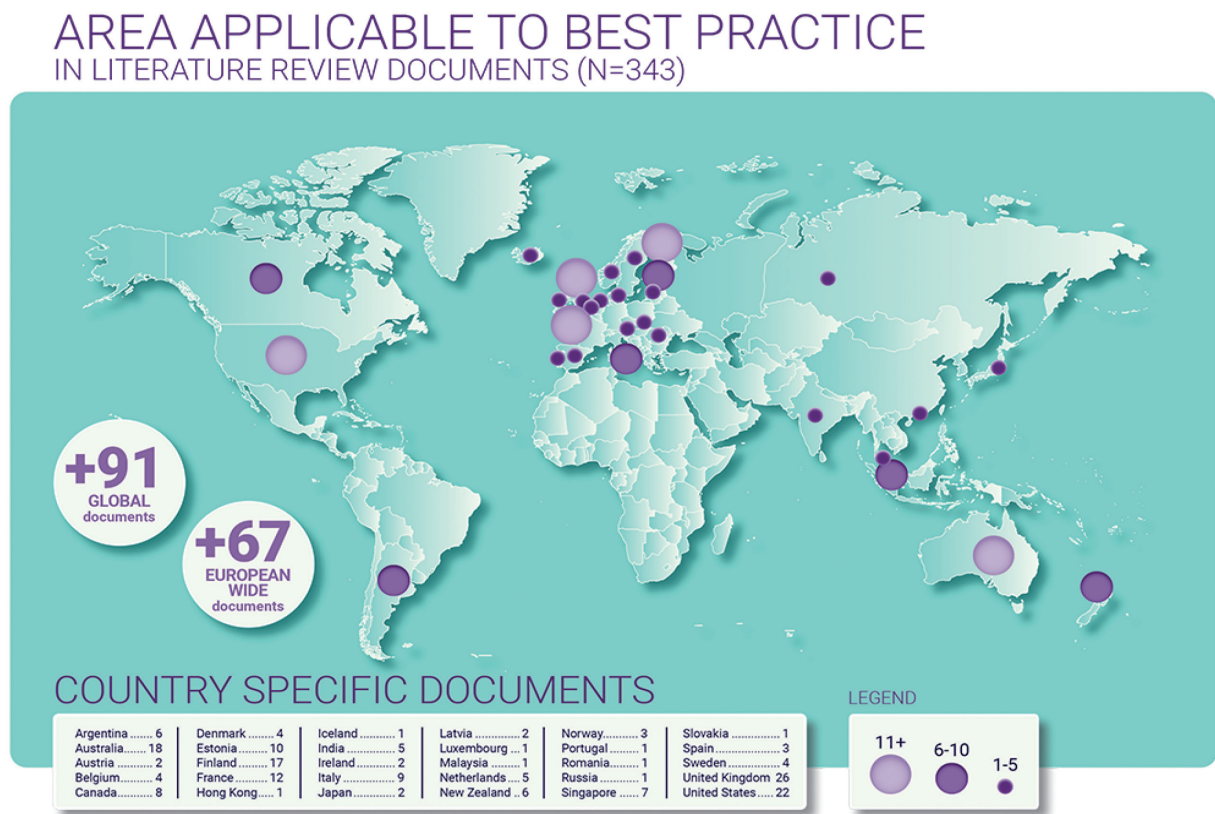 AREA APPLICABLE TO BEST PRACTICE
IN LITERATURE REVIEW DOCUMENTS (N=343)
+91
GLOBAL
documents
+67
EUROPEAN
WIDE
documents
COUNTRY SPECIFIC DOCUMENTS
Argentina ....... 6
Australia....... 18
Austria .......... 2
Belgium ......... 4
Canada.......... 8
Denmark .... 4
Estonia ........ 10
Finland ........ 17
France ......... 12
Hong Kong.... 1
Iceland .......... 1
India .............. 5
Ireland ........... 2
Italy ............... 9
Japan ............ 2
Latvia ............ 2
Luxembourg ... 1
Malaysia ........ 1
Netherlands.... 5
New Zealand .. 6
Norway......... 3
Portugal ....... 1
Romania....... 1
Russia .......... 1
Singapore ..... 7
Slovakia .............. 1
Spain ................... 3
Sweden ............... 4
United Kingdom 26
United States..... 22
LEGEND
11+
6-10
1-5